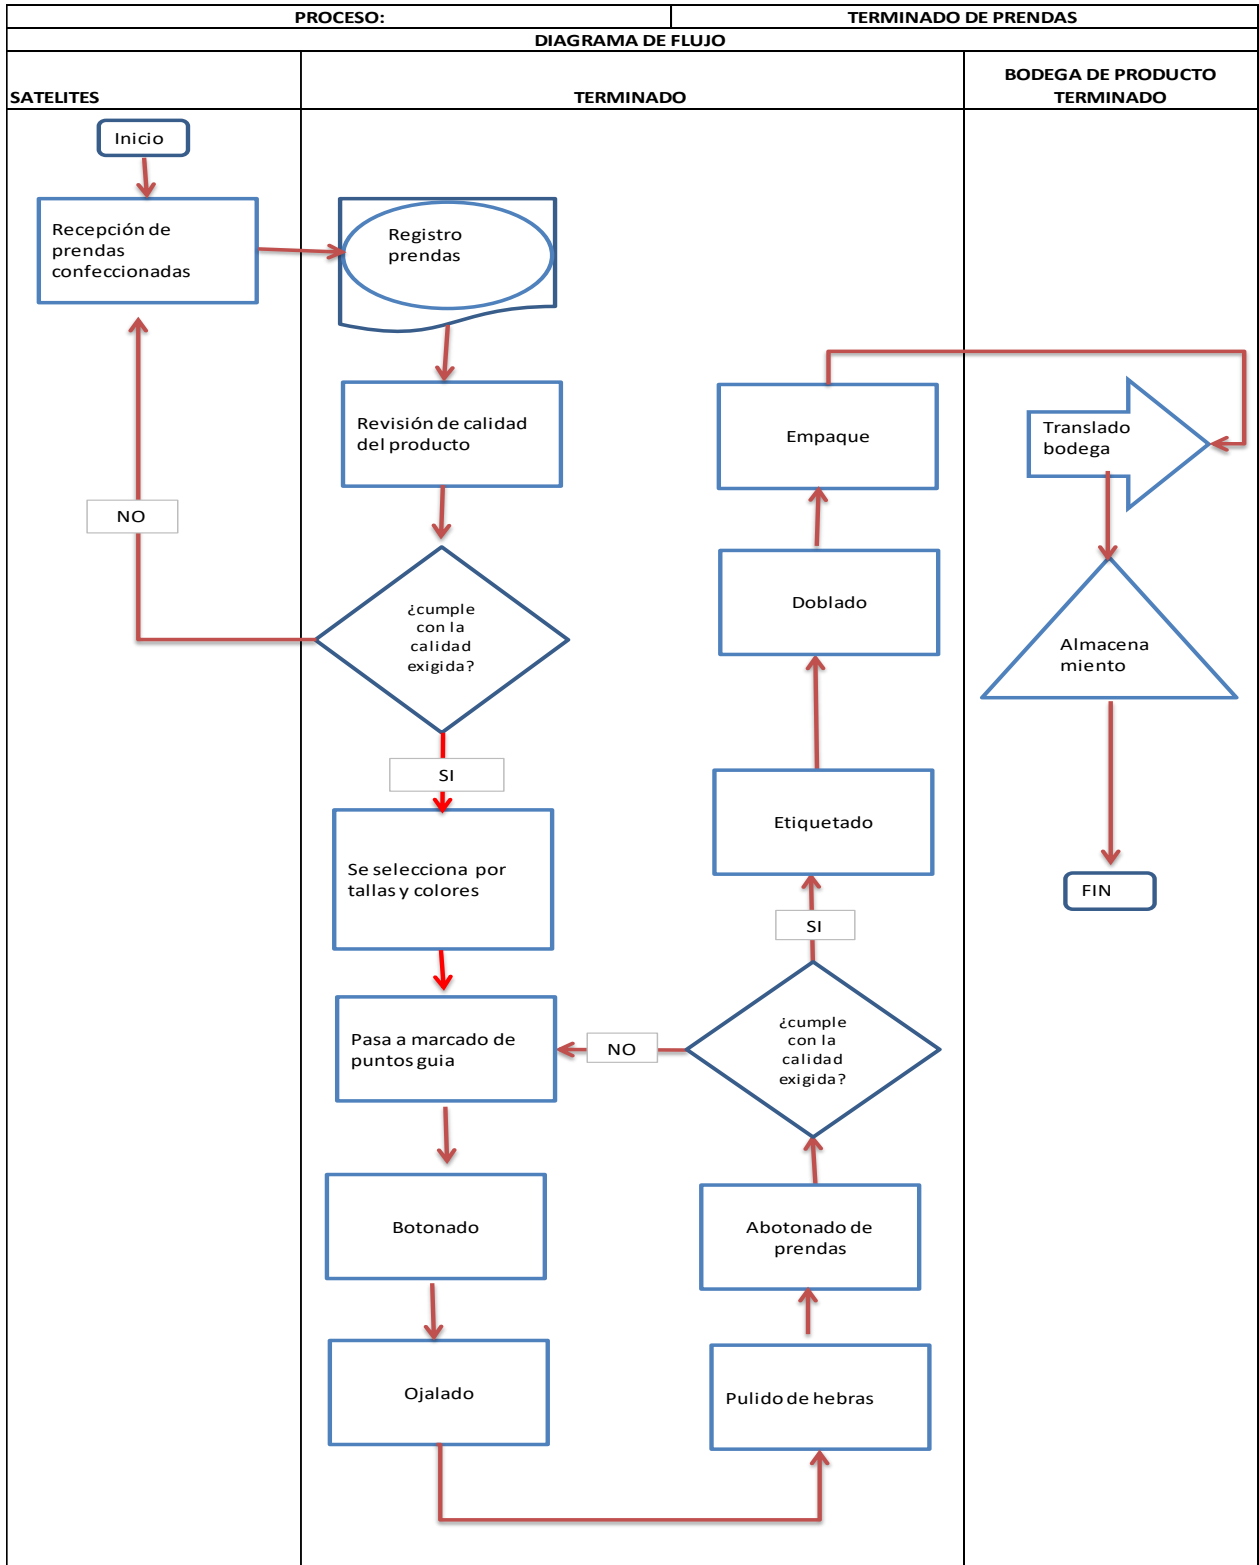 PROCESO:
TERMINADO DE PRENDAS
DIAGRAMA DE FLUJO
SATELITES
TERMINADO
BODEGA DE PRODUCTO
TERMINADO
Inicio
Recepción de
prendas
confeccionadas
Registro
prendas
Revisión de calidad
del producto
NO
¿cumple
con la
calidad
exigida?
SI
Se selecciona por
tallas y colores
Pasa a marcado de
puntos guia
Botonado
Ojalado
Pulido de hebras
Abotonado de
prendas
¿cumple
con la
calidad
exigida?
NO
SI
Etiquetado
Doblado
Empaque
Translado
bodega
Almacena
miento
FIN